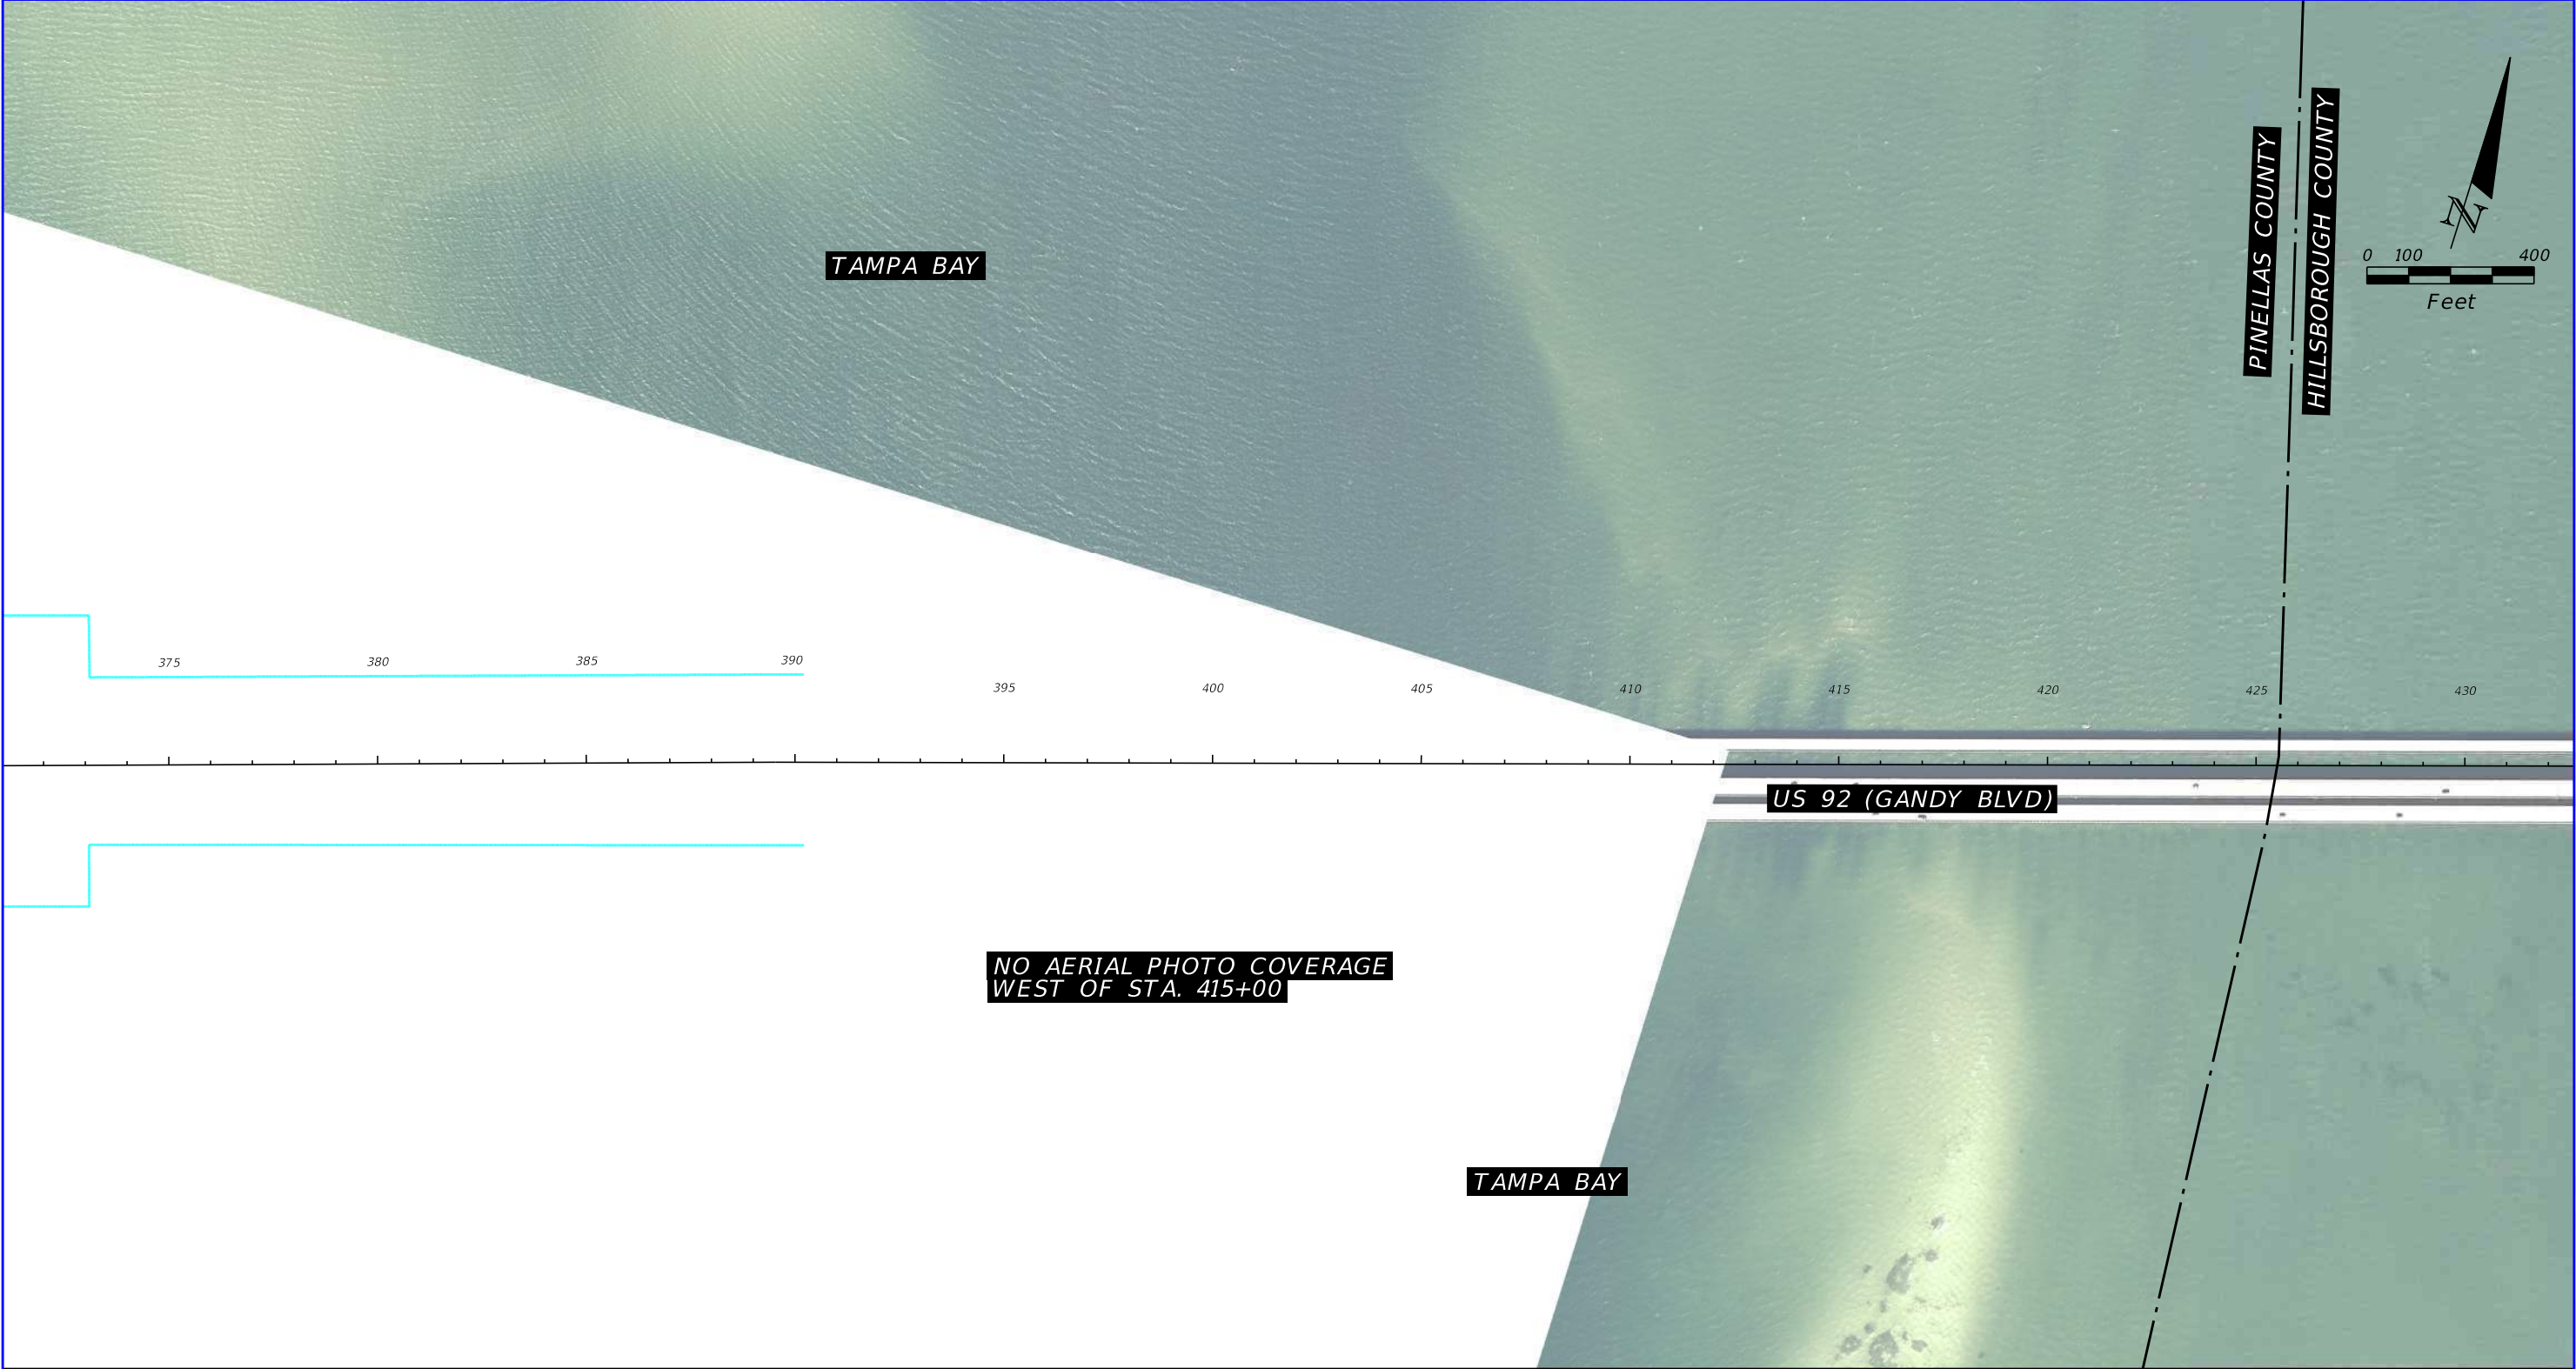 PINELLAS COUNTY
HILLSBOROUGH COUNTY
N
0 100 400
Feet
TAMPA BAY
375 380 385 390
395 400 405 410 415 420 425 430
US 92 (GANDY BLVD)
NO AERIAL PHOTO COVERAGE
WEST OF STA. 415+00
TAMPA BAY